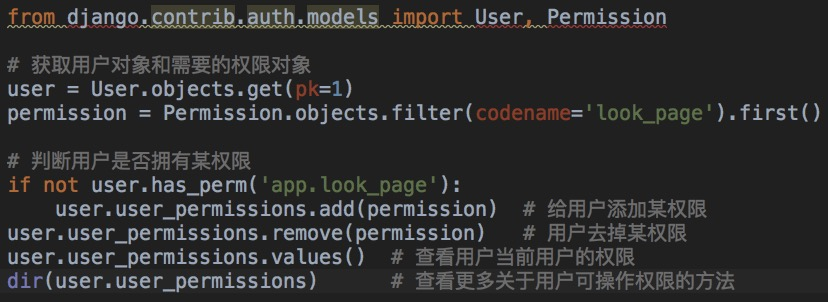 from django.contrib.auth.models import User, Permission
# 获取用户对象和需要的权限对象
user = User.objects.get(pk=1)
permission = Permission.objects.filter(codename='look_page').first()
# 判断用户是否拥有某权限
if not user.has_perm('app.look_page'):
    user.user_permissions.add(permission)  # 给用户添加某权限
user.user_permissions.remove(permission)   # 用户去掉某权限
user.user_permissions.values()  # 查看用户当前用户的权限
dir(user.user_permissions)      # 查看更多关于用户可操作权限的方法